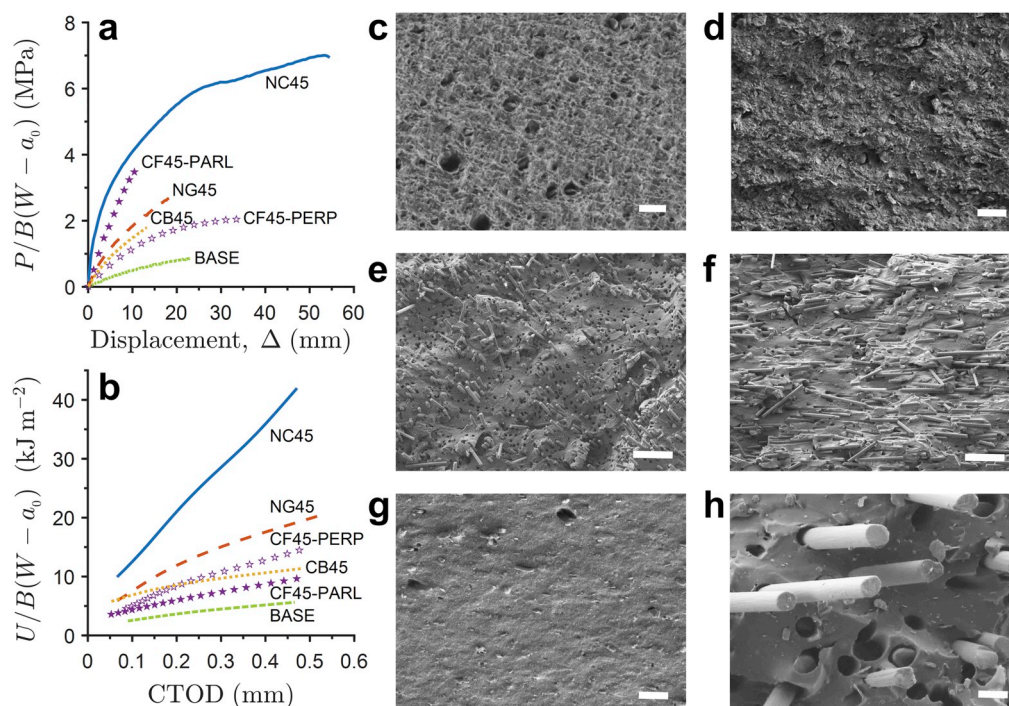 a
P/B(W − a₀) (MPa)
8
6
4
2
0
NC45
CF45-PARL
NG45
CB45
CF45-PERP
BASE
0 10 20 30 40 50 60
Displacement, Δ (mm)
b
U/B(W − a₀) (kJ m⁻²)
40
30
20
10
0
NC45
NG45
CF45-PERP
CB45
CF45-PARL
BASE
0 0.1 0.2 0.3 0.4 0.5 0.6
CTOD (mm)
c
d
e
f
g
h